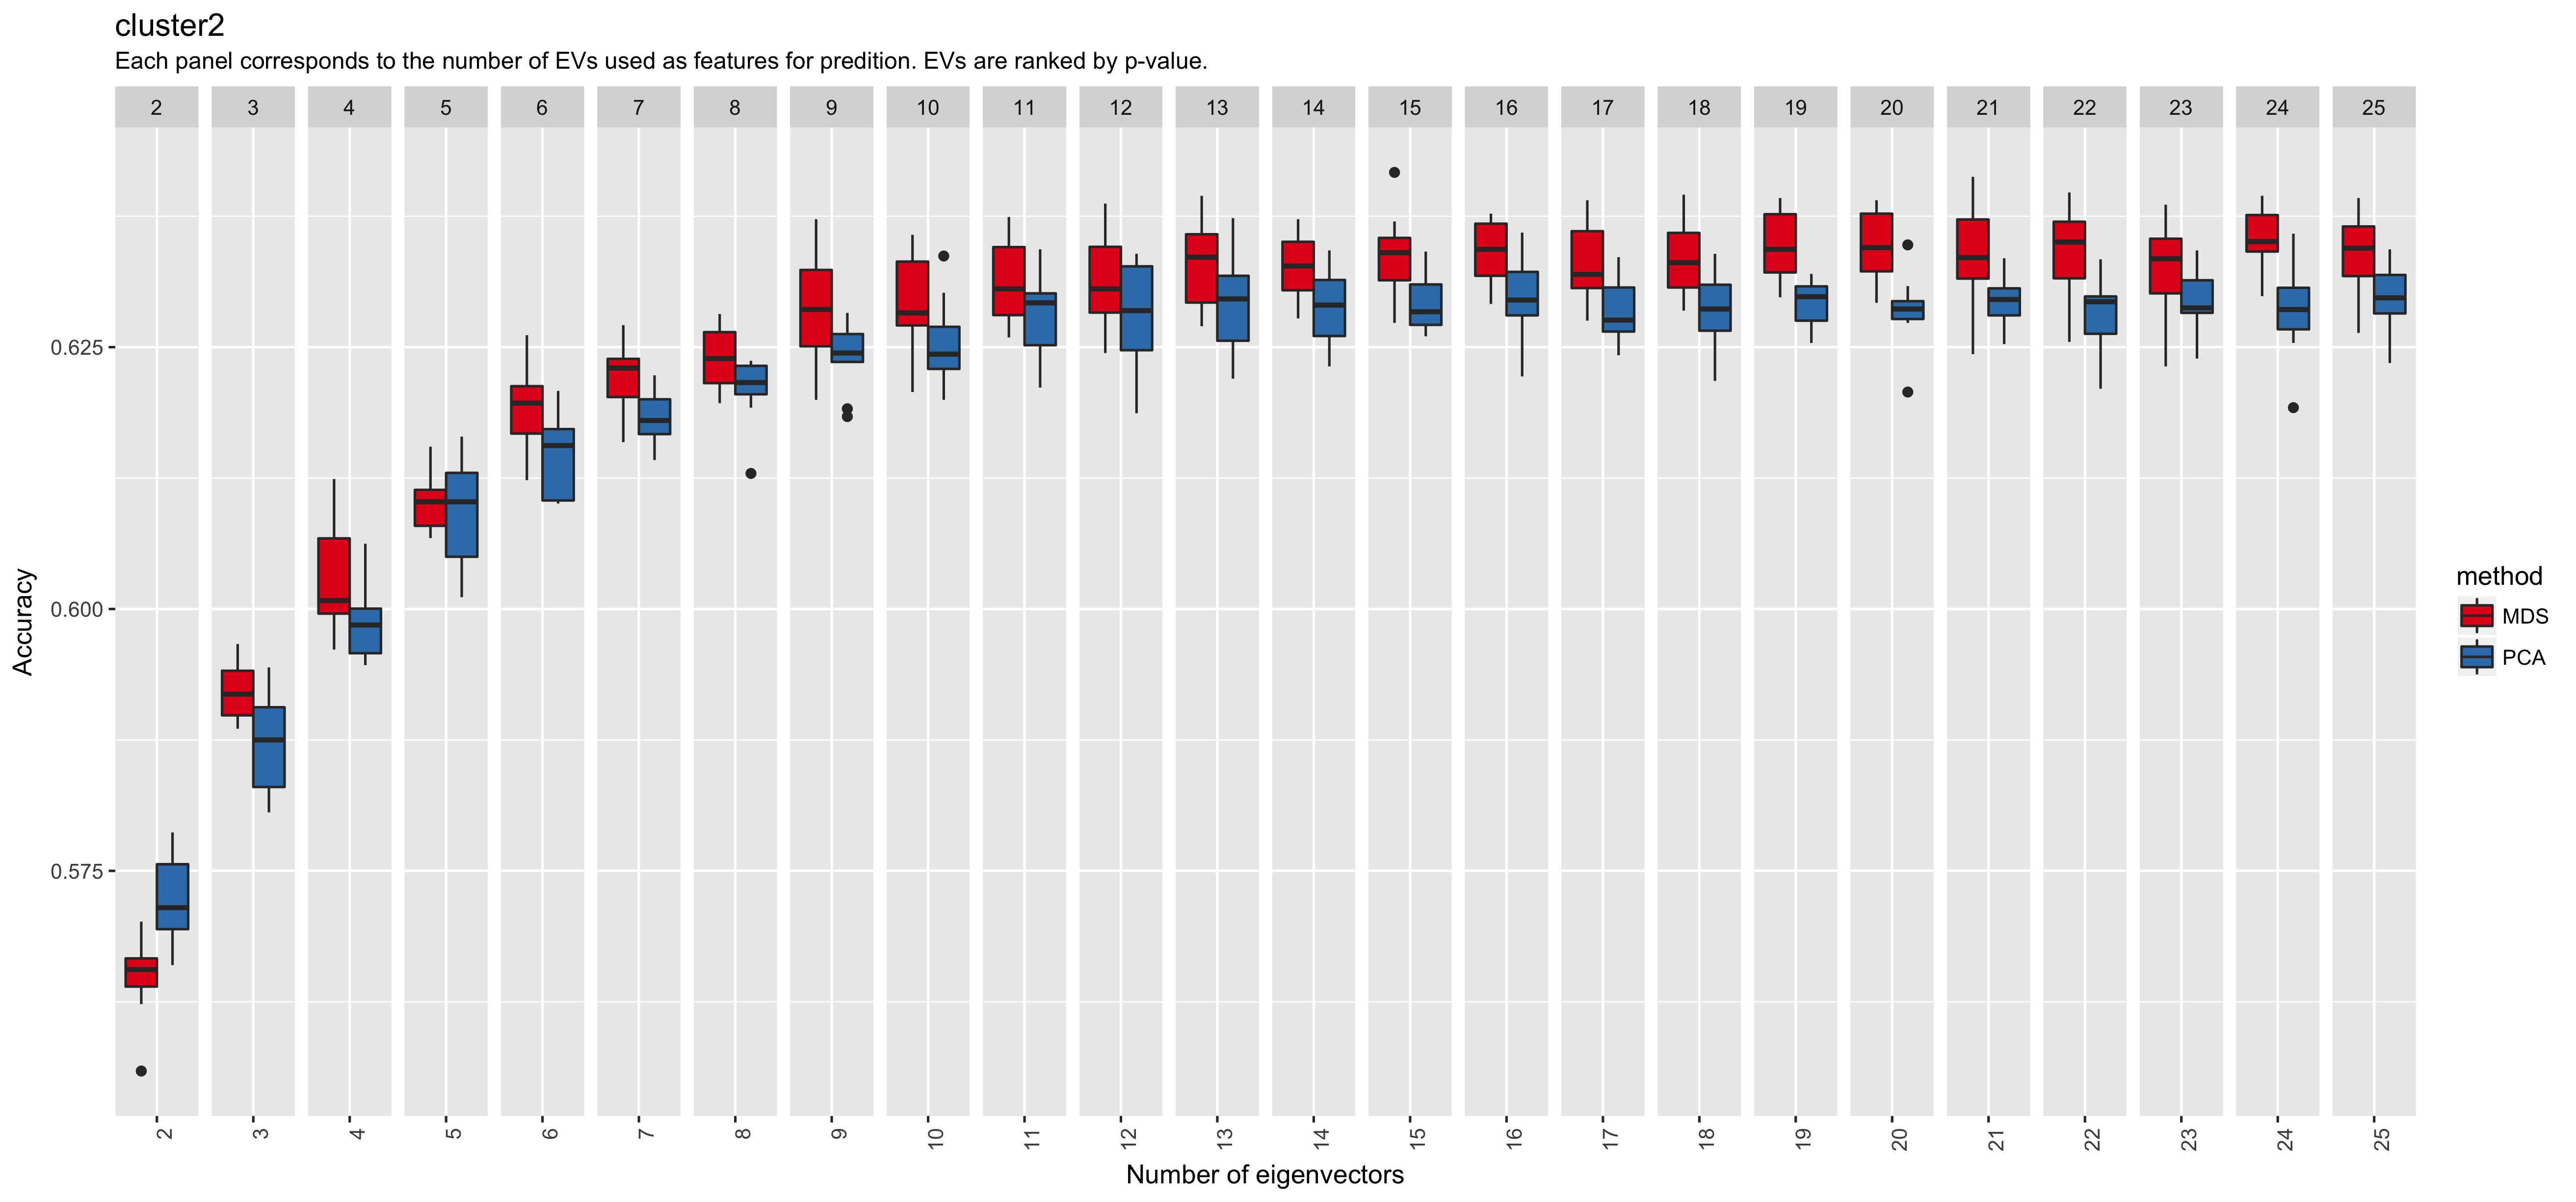 cluster2
Each panel corresponds to the number of EVs used as features for predition. EVs are ranked by p-value.
2 3 4 5 6 7 8 9 10 11 12 13 14 15 16 17 18 19 20 21 22 23 24 25
0.625
0.600
0.575
Accuracy
2 3 4 5 6 7 8 9 10 11 12 13 14 15 16 17 18 19 20 21 22 23 24 25
Number of eigenvectors
method
MDS
PCA